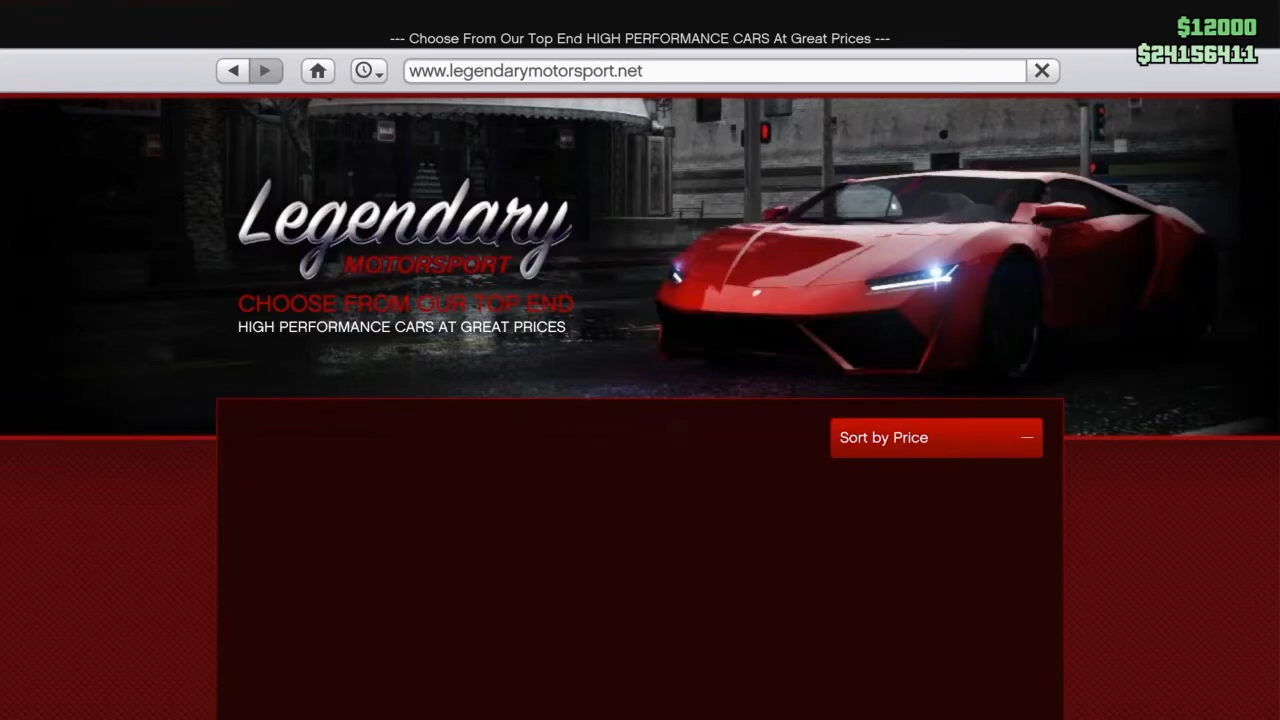 --- Choose From Our Top End HIGH PERFORMANCE CARS At Great Prices ---
$12000
$24156411
www.legendarymotorsport.net
Legendary
MOTORSPORT
CHOOSE FROM OUR TOP END
HIGH PERFORMANCE CARS AT GREAT PRICES
Sort by Price